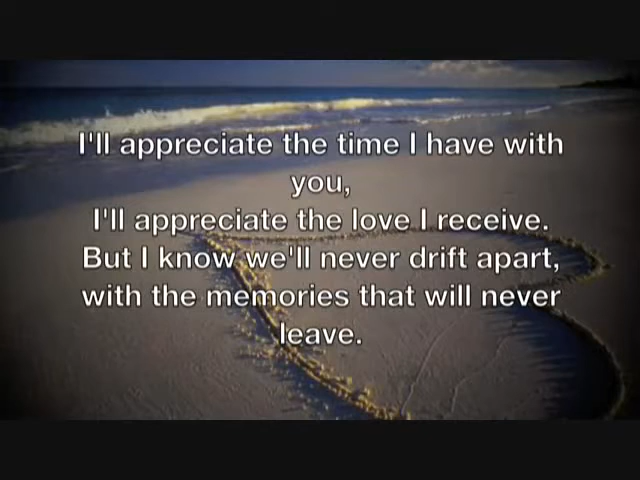 I'll appreciate the time I have with
you,
I'll appreciate the love I receive.
But I know we'll never drift apart,
with the memories that will never
leave.